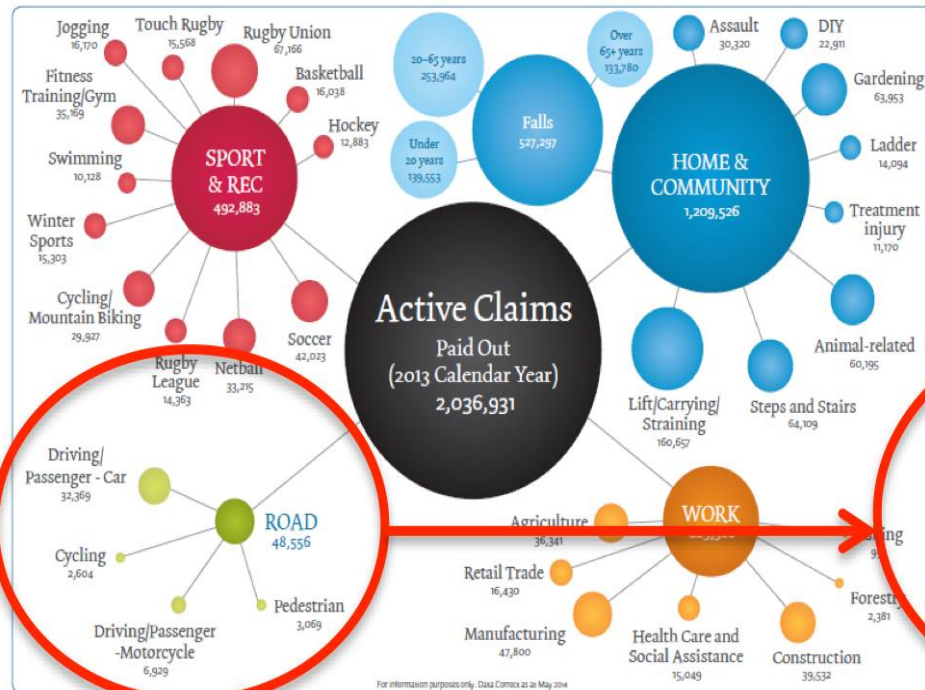 Jogging
16,170
Touch Rugby
15,568
Rugby Union
67,166
Basketball
16,038
Hockey
12,883
Fitness
Training/Gym
35,169
Swimming
10,128
Winter
Sports
15,303
Cycling/
Mountain Biking
29,927
Rugby
League
14,363
Netball
33,215
Soccer
42,023
SPORT
& REC
492,883
20-65 years
253,964
Over
65+ years
133,780
Under
20 years
139,553
Falls
527,297
Assault
30,320
DIY
22,911
Gardening
63,953
Ladder
14,094
Treatment
injury
11,170
Animal-related
60,195
Steps and Stairs
64,109
Lift/Carrying/
Straining
160,657
HOME &
COMMUNITY
1,209,526
Active Claims
Paid Out
(2013 Calendar Year)
2,036,931
Driving/
Passenger - Car
32,369
Cycling
2,604
Driving/Passenger
-Motorcycle
6,929
Pedestrian
3,069
ROAD
48,556
WORK
Agriculture
36,341
Retail Trade
16,430
Manufacturing
47,800
Health Care and
Social Assistance
15,049
Construction
39,532
Forestry
2,381
For information purposes only. Data Correct as at May 2014